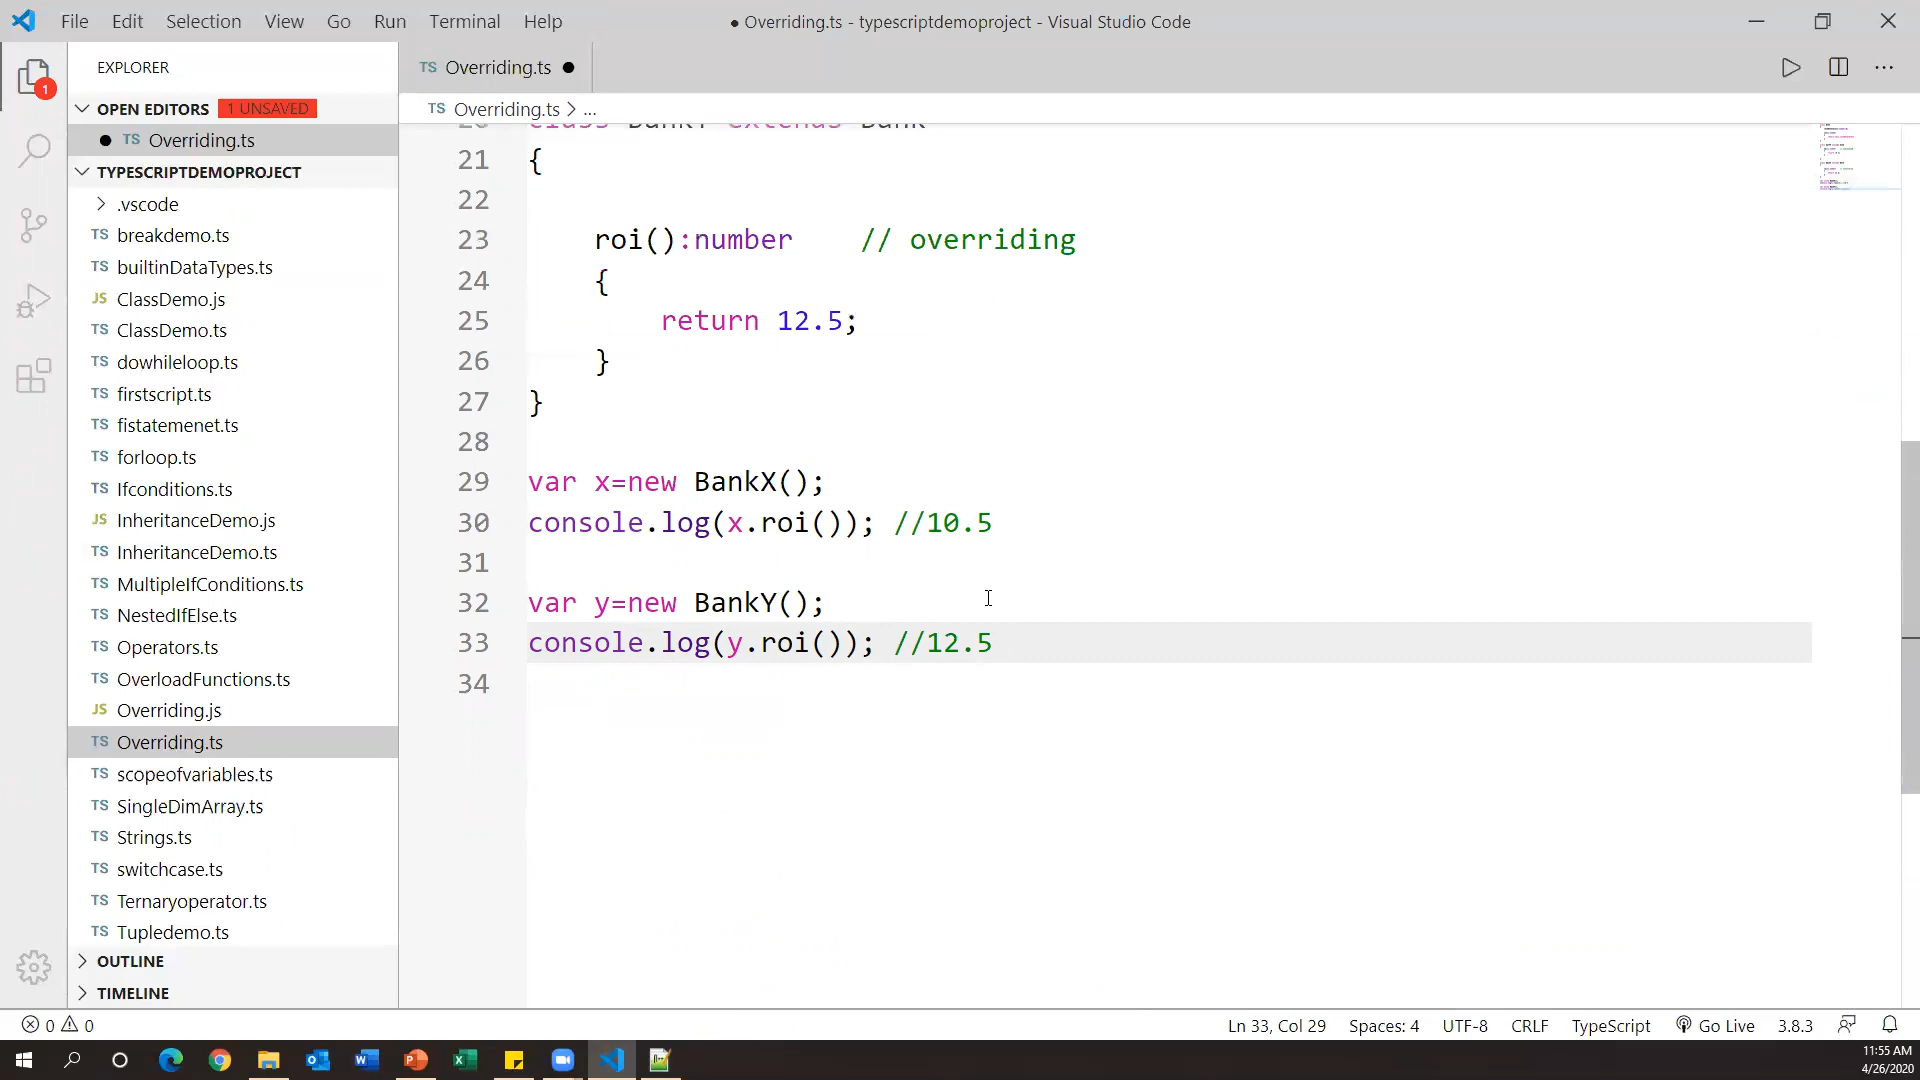 File Edit Selection View Go Run Terminal Help
● Overriding.ts - typescriptdemoproject - Visual Studio Code
EXPLORER
OPEN EDITORS 1 UNSAVED
● TS Overriding.ts
TYPESCRIPTDEMOPROJECT
.vscode
TS breakdemo.ts
TS builtinDataTypes.ts
JS ClassDemo.js
TS ClassDemo.ts
TS dowhileloop.ts
TS firstscript.ts
TS fistatemenet.ts
TS forloop.ts
TS Ifconditions.ts
JS InheritanceDemo.js
TS InheritanceDemo.ts
TS MultipleIfConditions.ts
TS NestedIfElse.ts
TS Operators.ts
TS OverloadFunctions.ts
JS Overriding.js
TS Overriding.ts
TS scopeofvariables.ts
TS SingleDimArray.ts
TS Strings.ts
TS switchcase.ts
TS Ternaryoperator.ts
TS Tupledemo.ts
OUTLINE
TIMELINE
1
TS Overriding.ts ●
TS Overriding.ts > ...
20 class BankY extends Bank
21 {
22
23 roi():number // overriding
24 {
25 return 12.5;
26 }
27 }
28
29 var x=new BankX();
30 console.log(x.roi()); //10.5
31
32 var y=new BankY();
33 console.log(y.roi()); //12.5
34
0 0
Ln 33, Col 29 Spaces: 4 UTF-8 CRLF TypeScript Go Live 3.8.3
11:55 AM
4/26/2020